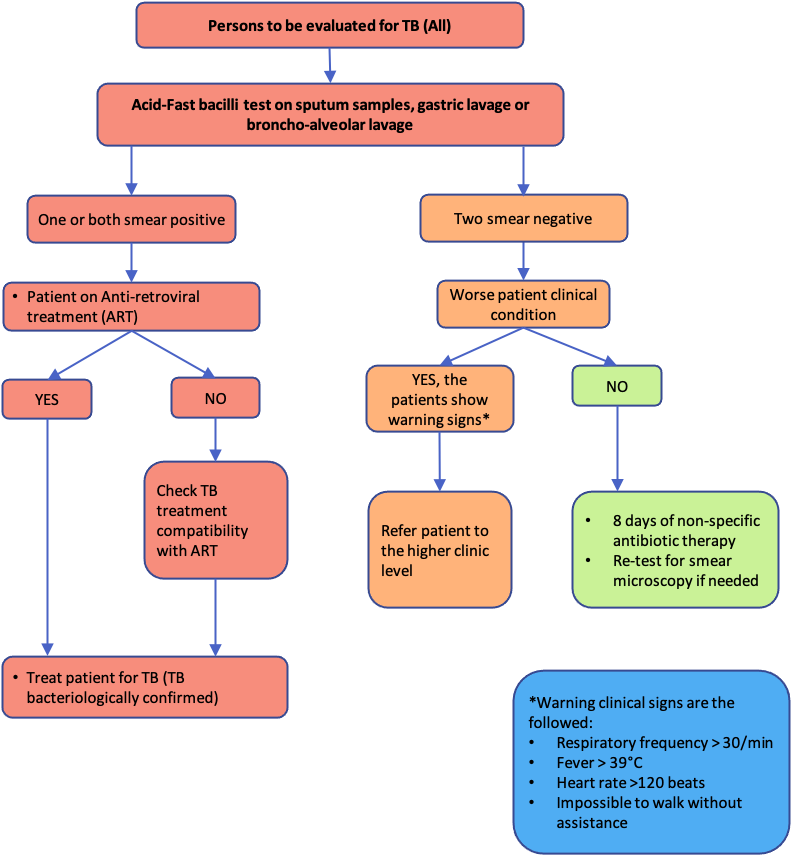 Persons to be evaluated for TB (All)
Acid-Fast bacilli test on sputum samples, gastric lavage or
broncho-alveolar lavage
One or both smear positive
Two smear negative
• Patient on Anti-retroviral
treatment (ART)
Worse patient clinical
condition
YES
NO
YES, the
patients show
warning signs*
NO
Check TB
treatment
compatibility
with ART
Refer patient to
the higher clinic
level
• 8 days of non-specific
antibiotic therapy
• Re-test for smear
microscopy if needed
• Treat patient for TB (TB
bacteriologically confirmed)
*Warning clinical signs are the
followed:
• Respiratory frequency > 30/min
• Fever > 39°C
• Heart rate >120 beats
• Impossible to walk without
assistance